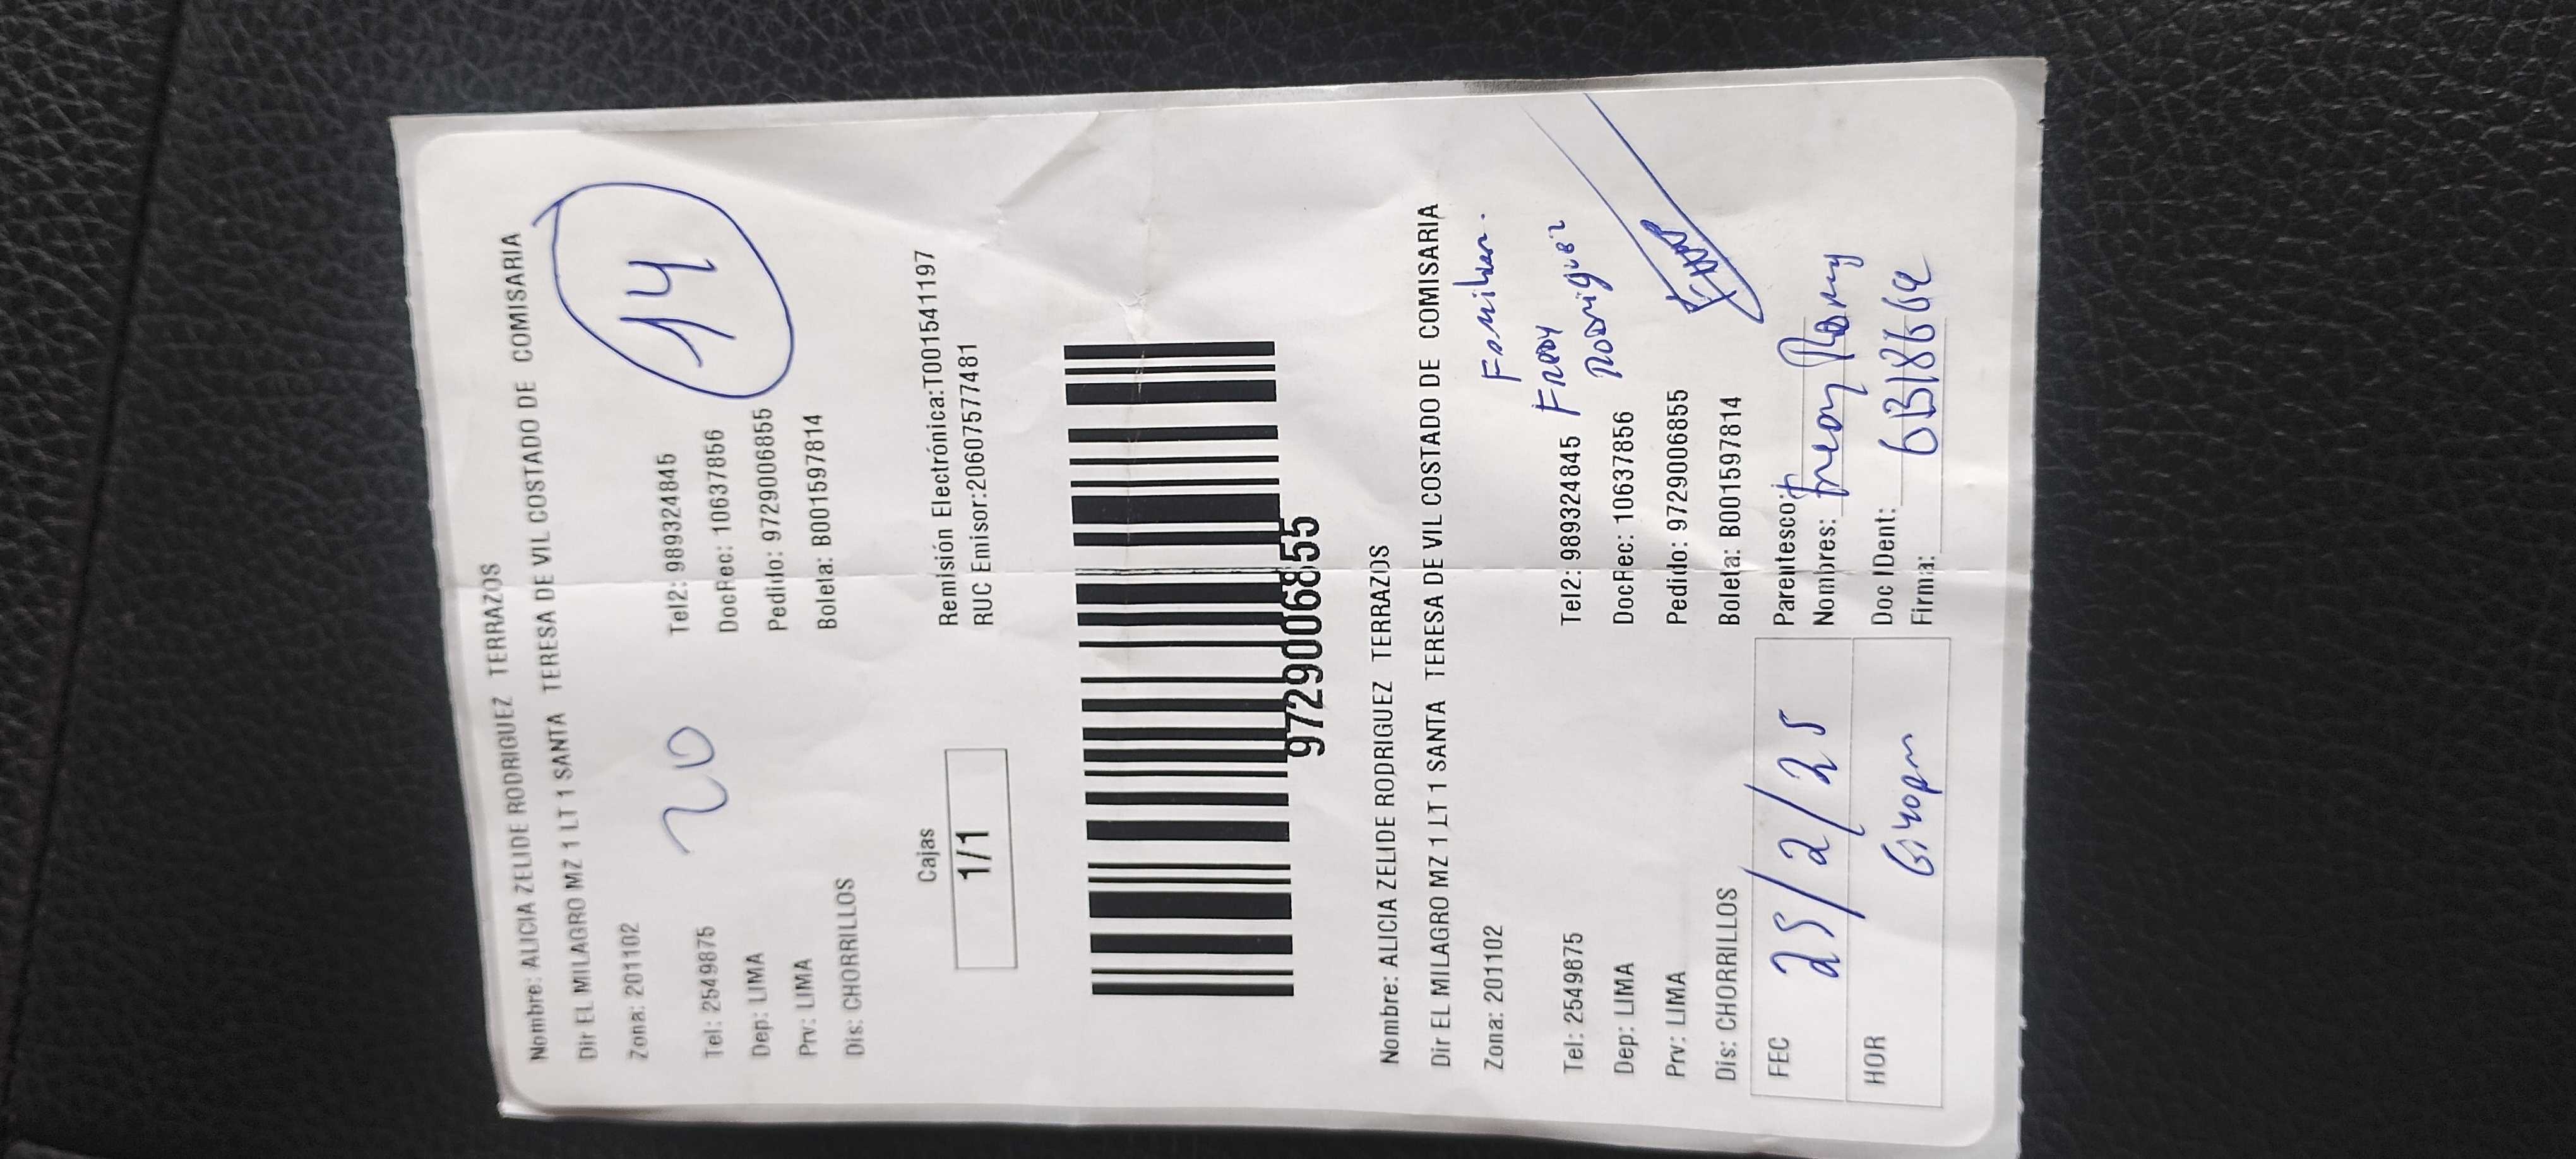 Nombre: ALICIA ZELIDE RODRIGUEZ TERRAZOS
Dir EL MILAGRO MZ 1 LT 1 SANTA TERESA DE VIL COSTADO DE COMISARIA
Zona: 201102
20
14
Tel: 2549875 Tel2: 989324845
Dep: LIMA DocRec: 10637856
Prv: LIMA Pedido: 9729006855
Dis: CHORRILLOS Boleta: B001597814
Cajas
1/1
Remisión Electrónica:T001541197
RUC Emisor:20607577481
9729006855
Nombre: ALICIA ZELIDE RODRIGUEZ TERRAZOS
Dir EL MILAGRO MZ 1 LT 1 SANTA TERESA DE VIL COSTADO DE COMISARIA
Zona: 201102
Familiar.
Freddy
Rodriguez
Tel: 2549875 Tel2: 989324845
Dep: LIMA DocRec: 10637856
Prv: LIMA Pedido: 9729006855
Dis: CHORRILLOS Boleta: B001597814
FEC 25/2/25
HOR
Parentesco:
Nombres:
Doc IDent:
Firma: